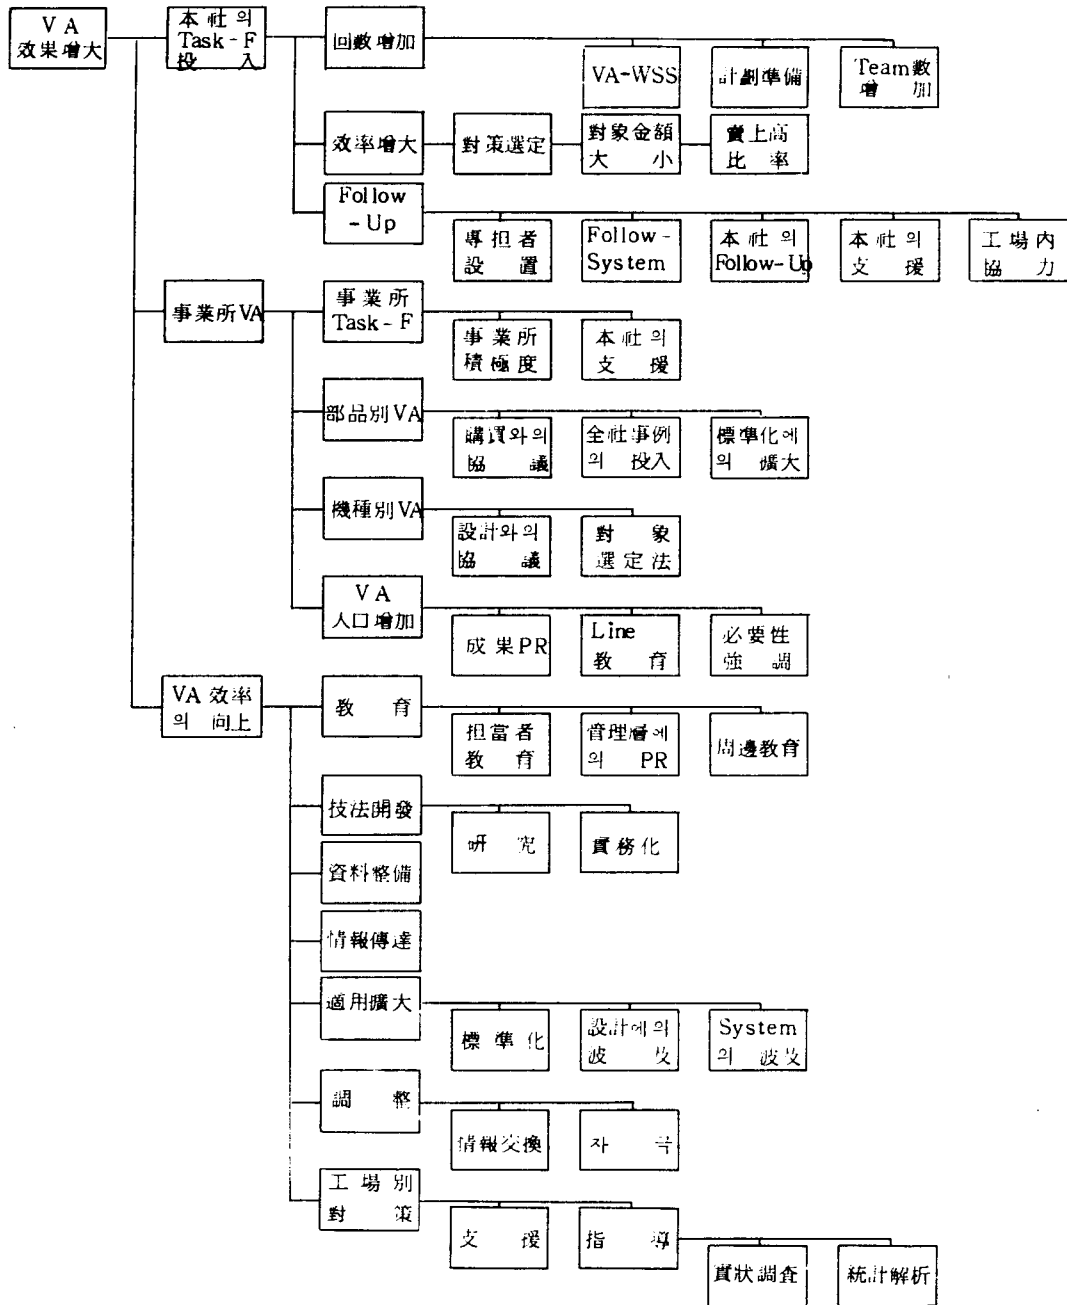 VA
效果增大
本社의
Task-F
投入
回數增加
VA-WSS
計劃準備
Team數
增加
效率增大
對策選定
對象金額
大小
賣上高
比率
Follow
-Up
專担者
設置
Follow-
System
本社의
Follow-Up
本社의
支援
工場內
協力
事業所VA
事業所
Task-F
事業所
積極度
本社의
支援
部品別VA
購買와의
協議
全社事例
의 投入
標準化에
의 擴大
機種別VA
設計와의
協議
對象
選定法
VA
人口增加
成果PR
Line
教育
必要性
強調
VA效率
의 向上
教育
担當者
教育
管理層에
의 PR
周邊教育
技法開發
研究
實務化
資料整備
情報傳達
適用擴大
標準化
設計에의
波及
System
의 波及
調整
情報交換
자극
工場別
對策
支援
指導
實狀調査
統計解析